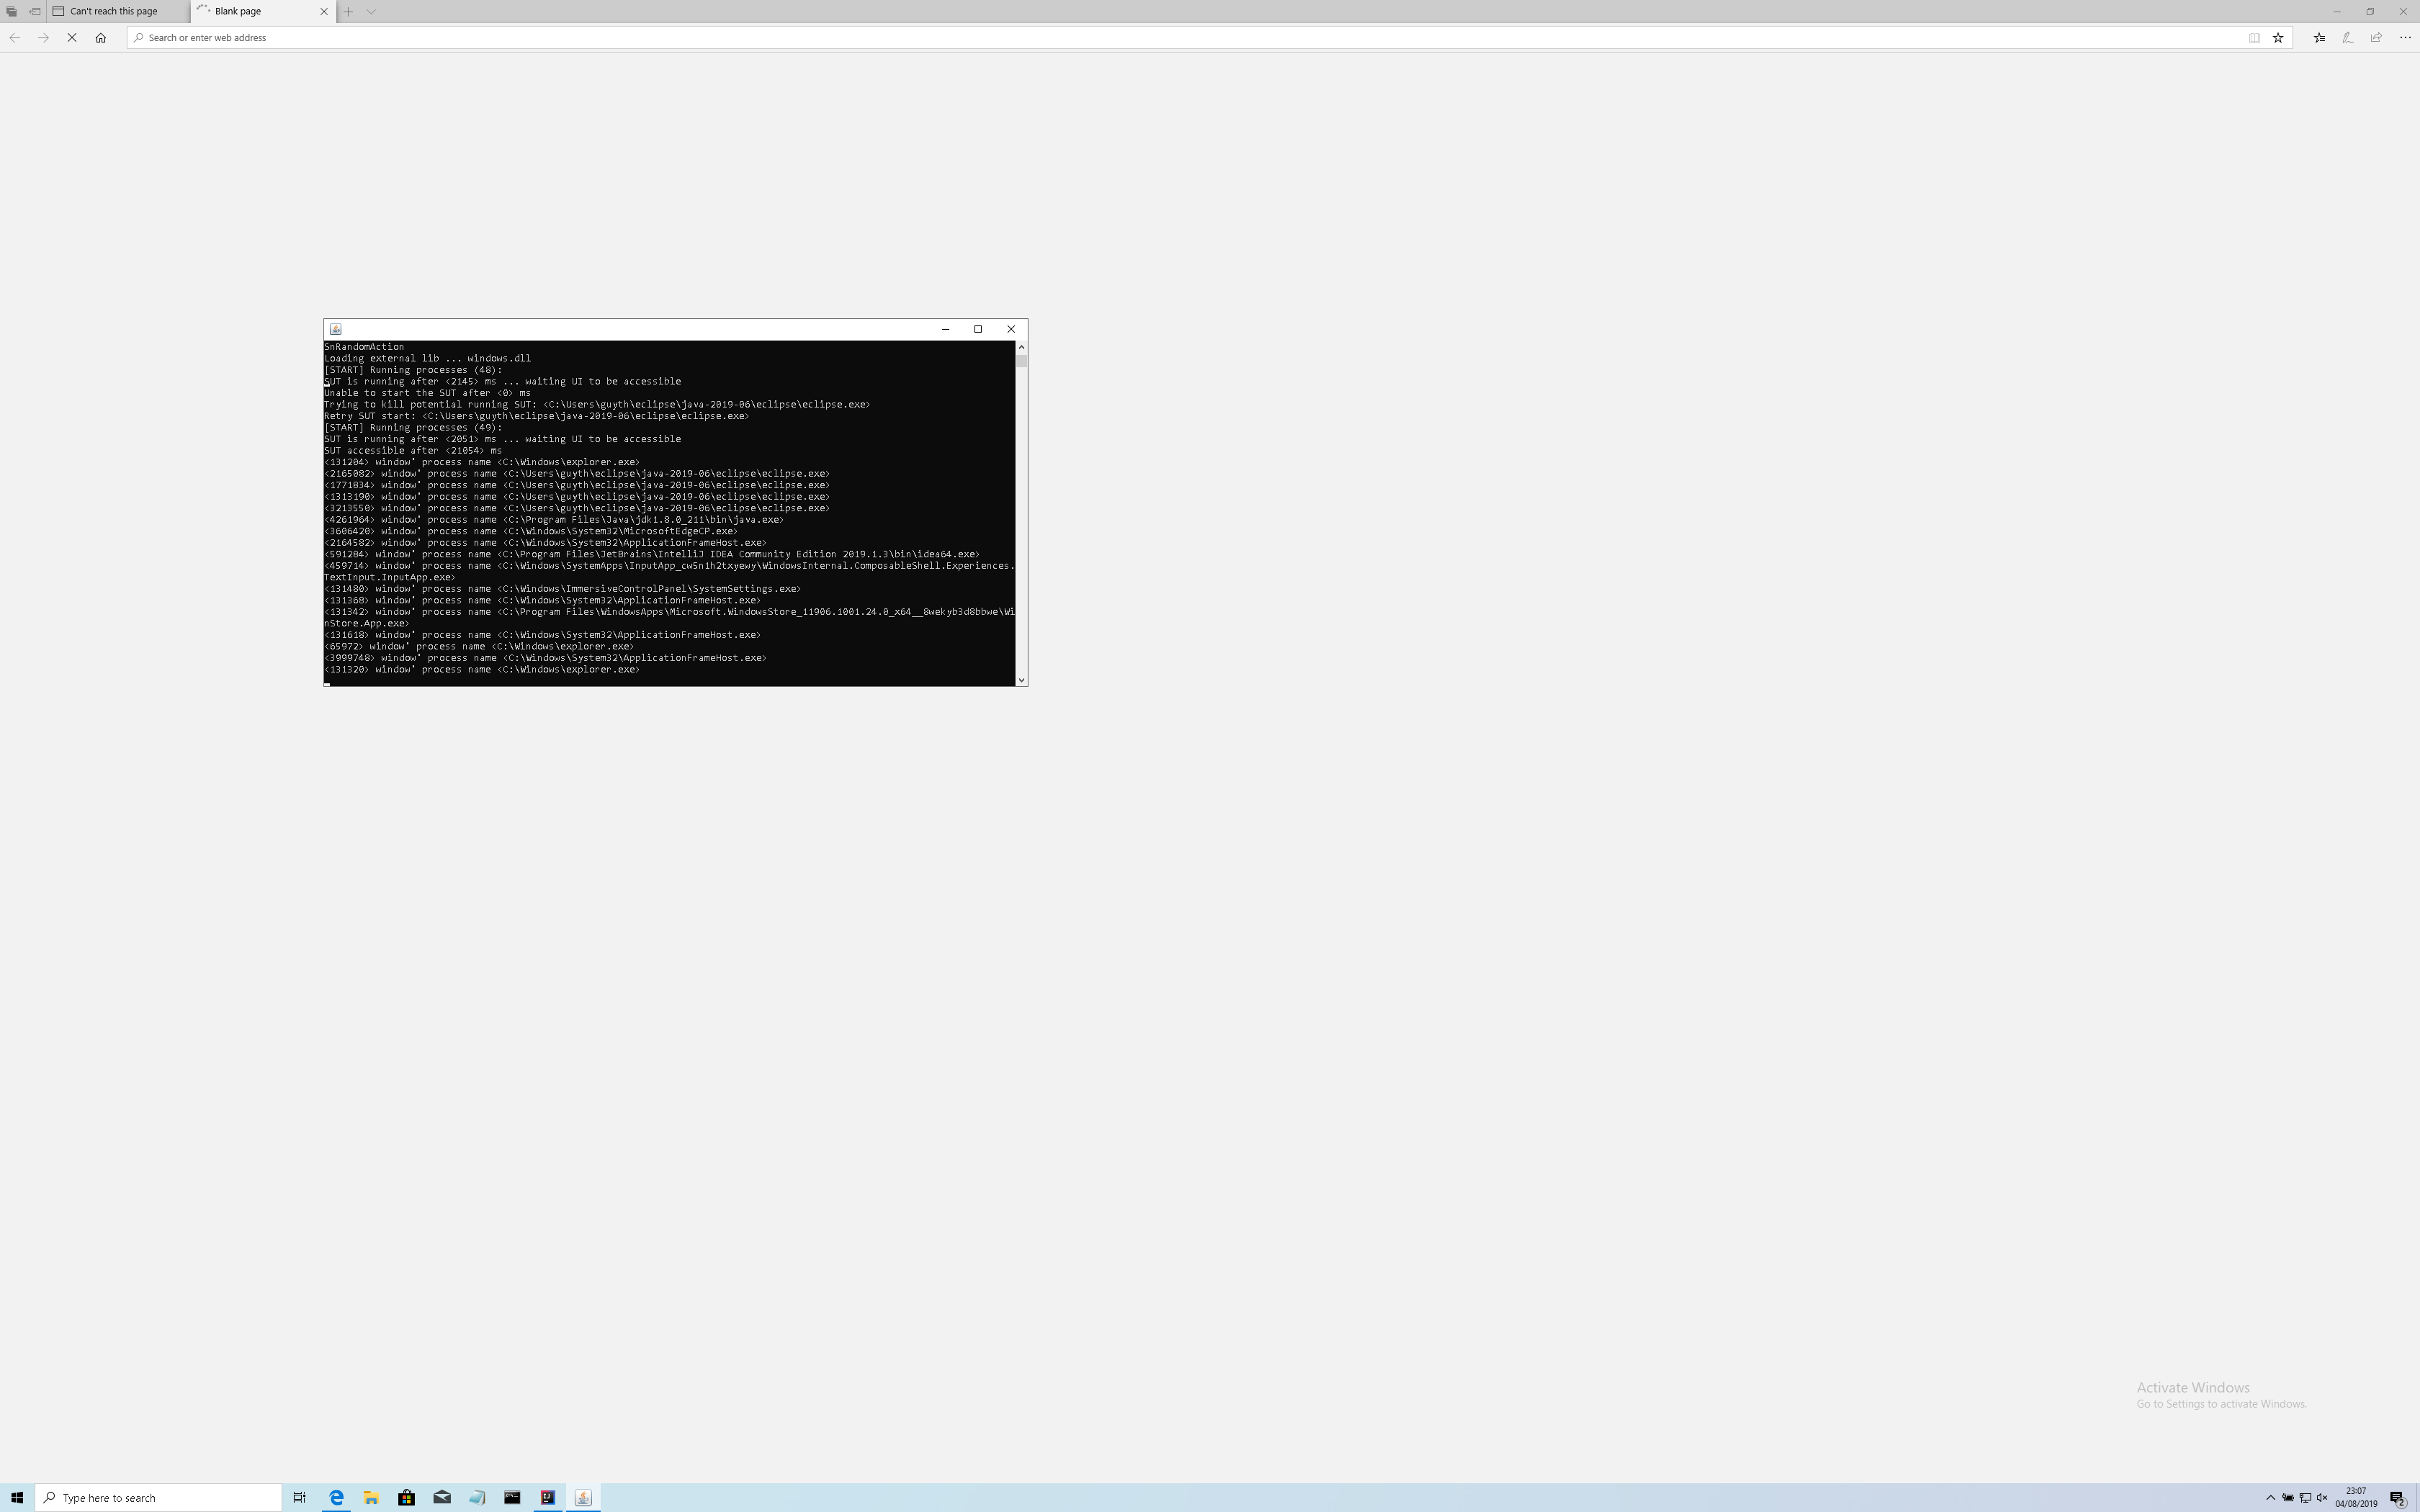 Can't reach this page
Blank page
Search or enter web address
SnRandomAction
Loading external lib ... windows.dll
[START] Running processes (48):
SUT is running after <2145> ms ... waiting UI to be accessible
Unable to start the SUT after <0> ms
Trying to kill potential running SUT: <C:\Users\guyth\eclipse\java-2019-06\eclipse\eclipse.exe>
Retry SUT start: <C:\Users\guyth\eclipse\java-2019-06\eclipse\eclipse.exe>
[START] Running processes (49):
SUT is running after <2051> ms ... waiting UI to be accessible
SUT accessible after <21054> ms
<131204> window' process name <C:\Windows\explorer.exe>
<2165082> window' process name <C:\Users\guyth\eclipse\java-2019-06\eclipse\eclipse.exe>
<1771834> window' process name <C:\Users\guyth\eclipse\java-2019-06\eclipse\eclipse.exe>
<1313190> window' process name <C:\Users\guyth\eclipse\java-2019-06\eclipse\eclipse.exe>
<3213550> window' process name <C:\Users\guyth\eclipse\java-2019-06\eclipse\eclipse.exe>
<4261964> window' process name <C:\Program Files\Java\jdk1.8.0_211\bin\java.exe>
<3606420> window' process name <C:\Windows\System32\MicrosoftEdgeCP.exe>
<2164582> window' process name <C:\Windows\System32\ApplicationFrameHost.exe>
<591284> window' process name <C:\Program Files\JetBrains\IntelliJ IDEA Community Edition 2019.1.3\bin\idea64.exe>
<459714> window' process name <C:\Windows\SystemApps\InputApp_cw5n1h2txyewy\WindowsInternal.ComposableShell.Experiences.
TextInput.InputApp.exe>
<131480> window' process name <C:\Windows\ImmersiveControlPanel\SystemSettings.exe>
<131368> window' process name <C:\Windows\System32\ApplicationFrameHost.exe>
<131342> window' process name <C:\Program Files\WindowsApps\Microsoft.WindowsStore_11906.1001.24.0_x64__8wekyb3d8bbwe\Wi
nStore.App.exe>
<131618> window' process name <C:\Windows\System32\ApplicationFrameHost.exe>
<65972> window' process name <C:\Windows\explorer.exe>
<3999748> window' process name <C:\Windows\System32\ApplicationFrameHost.exe>
<131320> window' process name <C:\Windows\explorer.exe>
Activate Windows
Go to Settings to activate Windows.
Type here to search
23:07
04/08/2019
2